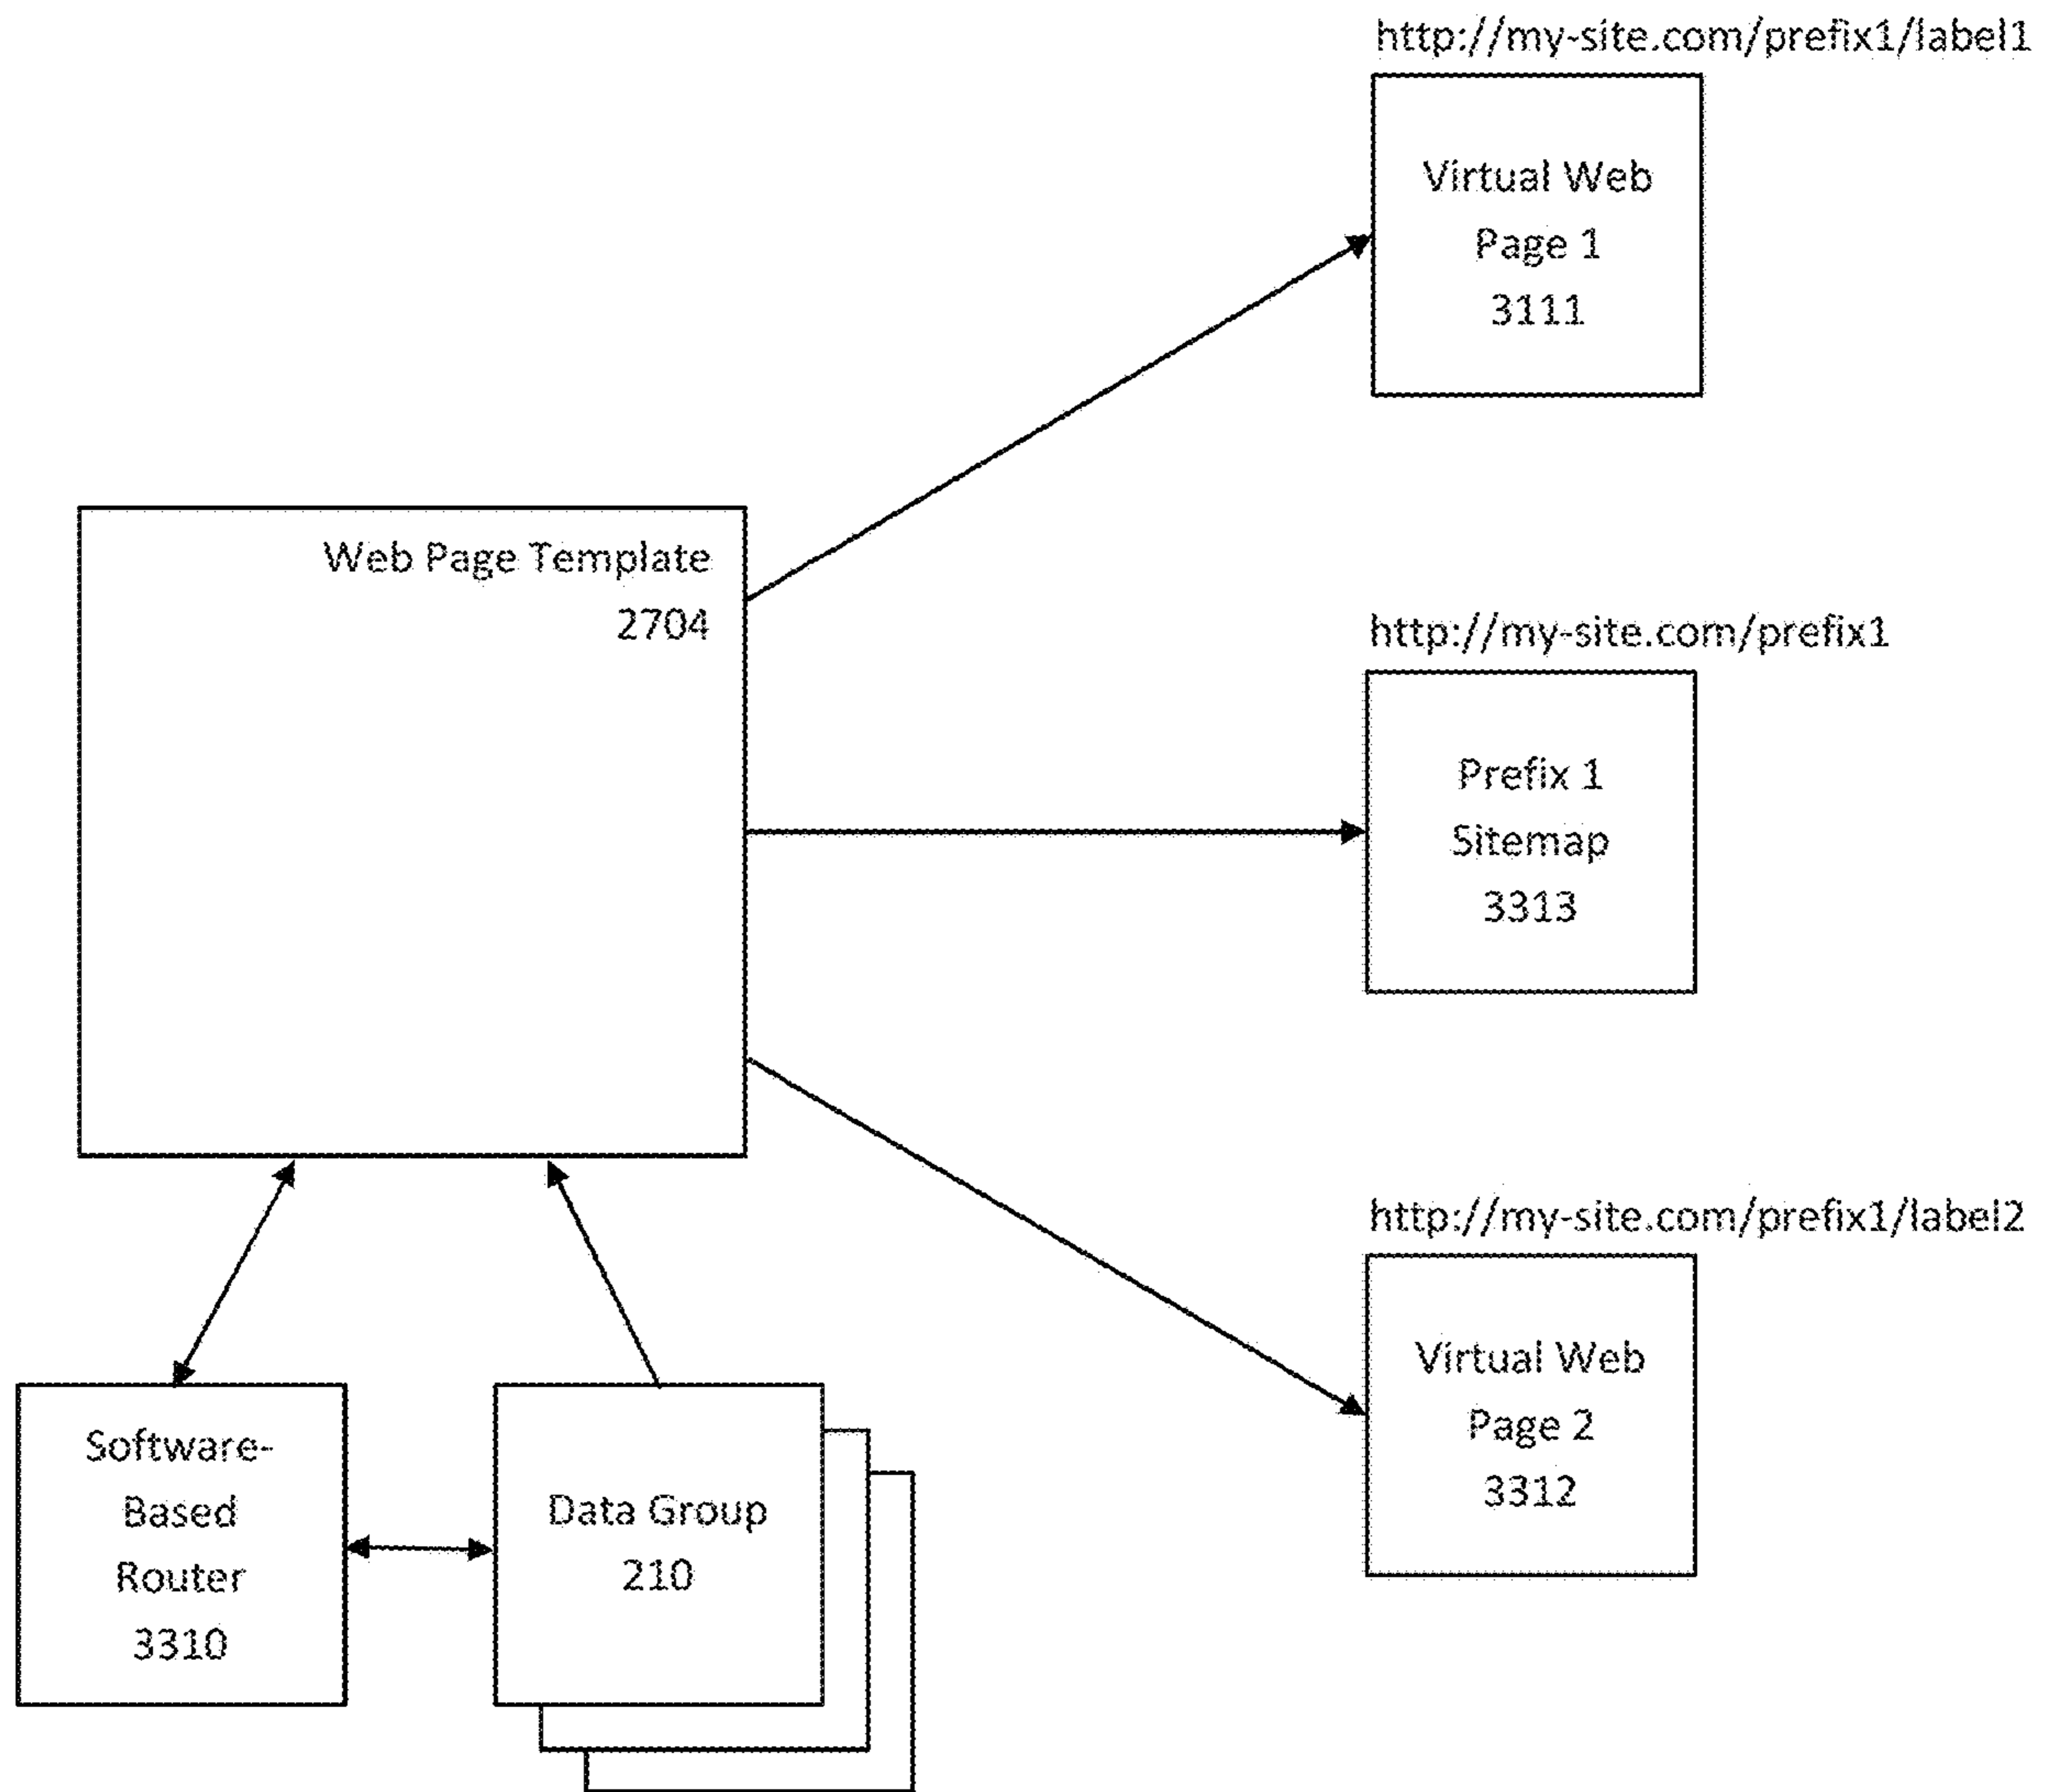 http://my-site.com/prefix1/label1
Virtual Web
Page 1
3111
Web Page Template
2704
http://my-site.com/prefix1
Prefix 1
Sitemap
3313
http://my-site.com/prefix1/label2
Virtual Web
Page 2
3312
Software-
Based
Router
3310
Data Group
210